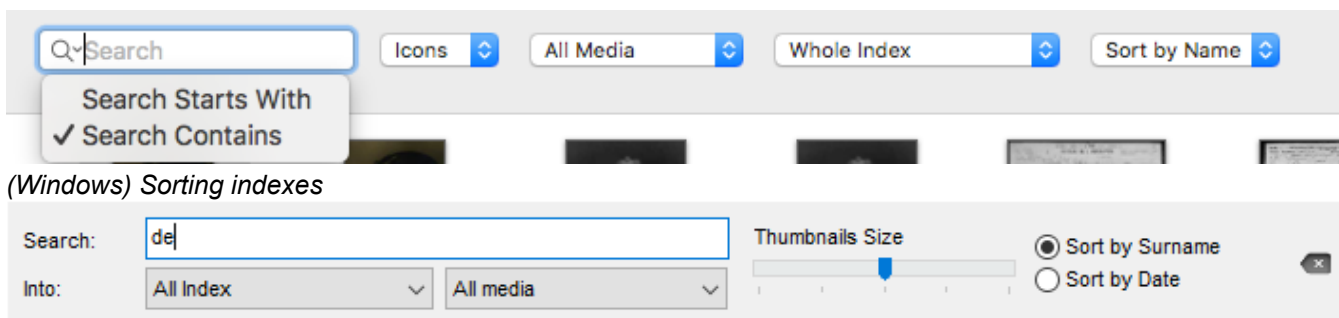 Search Icons All Media Whole Index Sort by Name
Search Starts With
✓ Search Contains
(Windows) Sorting indexes
Search: de Thumbnails Size Sort by Surname
Into: All Index All media Sort by Date